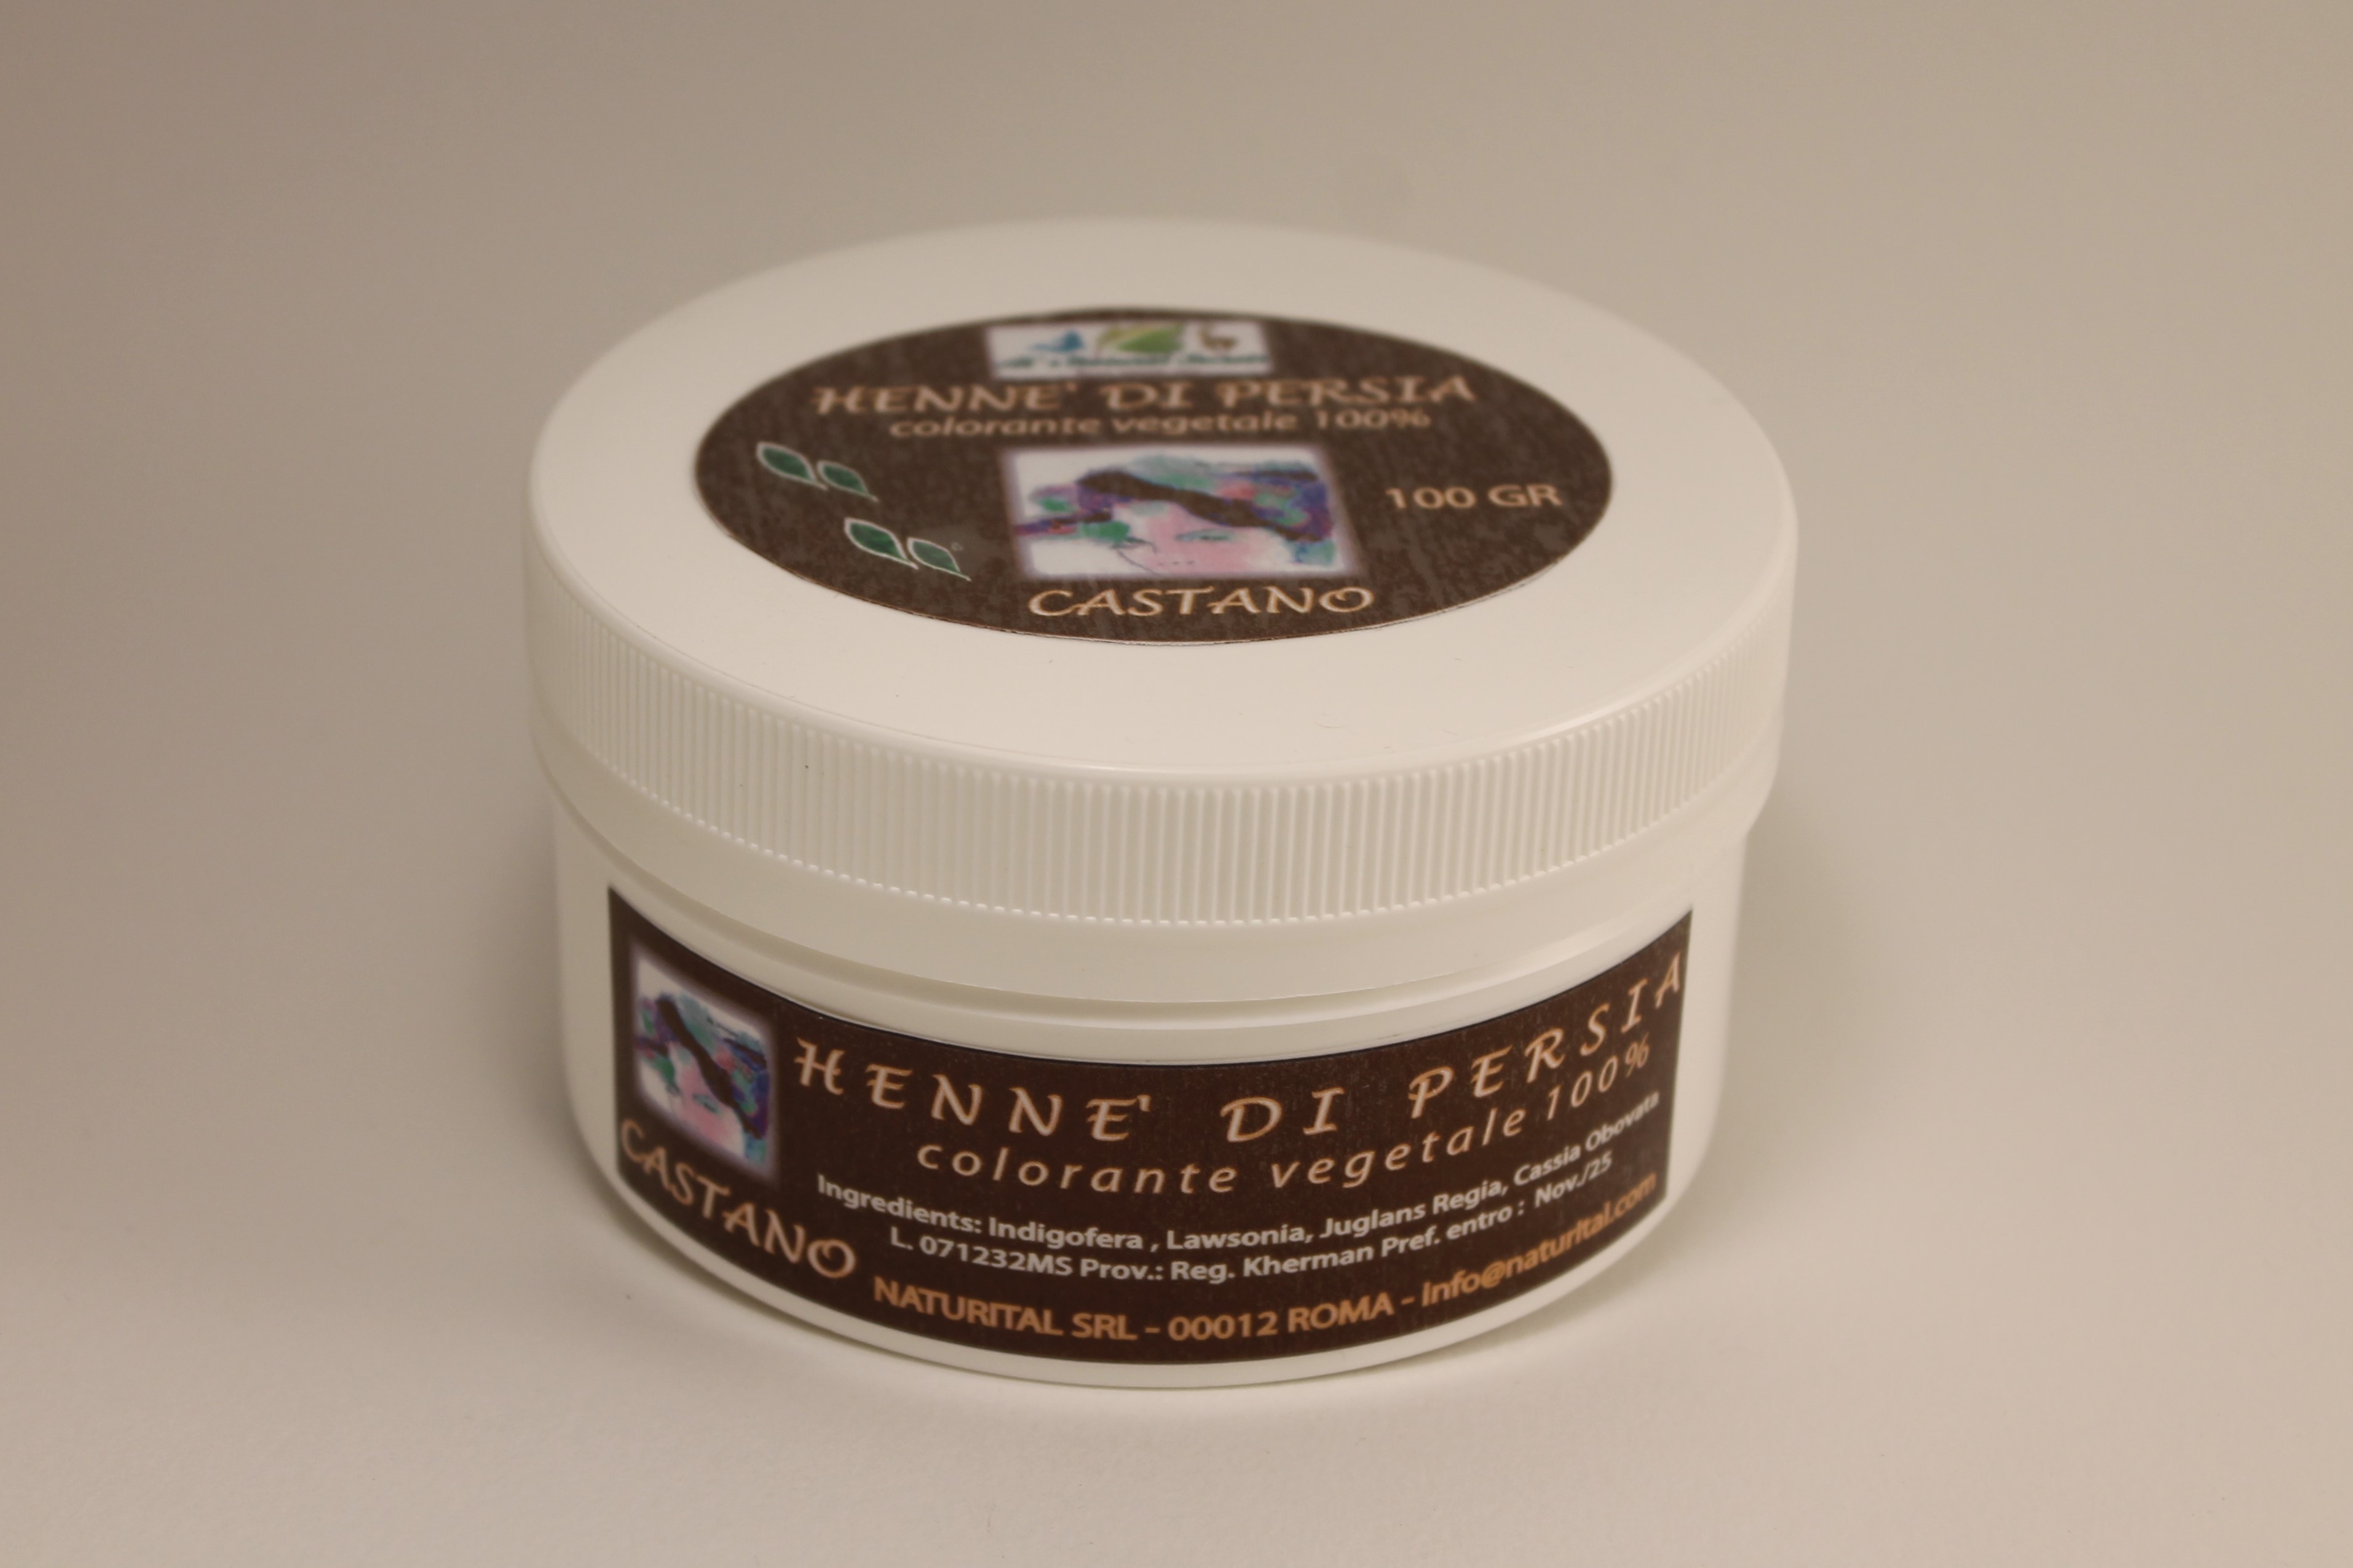 HENNE' DI PERSIA
colorante vegetale 100%
100 GR
CASTANO
HENNE' DI PERSIA
colorante vegetale 100%
CASTANO
Ingredients: Indigofera , Lawsonia, Juglans Regia, Cassia Obovata
L. 071232MS Prov.: Reg. Kherman Pref. entro : Nov./25
NATURITAL SRL - 00012 ROMA - info@naturital.com